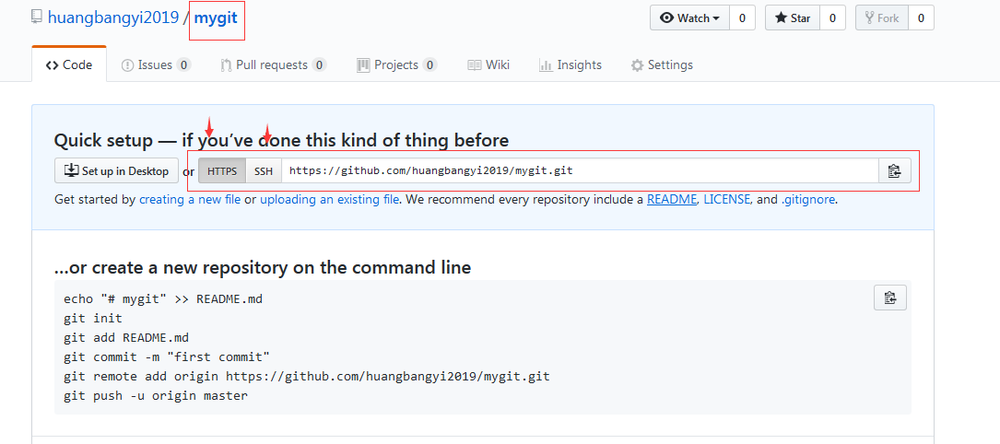 huangbangyi2019 / mygit
Watch 0 Star 0 Fork 0
Code Issues 0 Pull requests 0 Projects 0 Wiki Insights Settings
Quick setup — if you’ve done this kind of thing before
Set up in Desktop or HTTPS SSH https://github.com/huangbangyi2019/mygit.git
Get started by creating a new file or uploading an existing file. We recommend every repository include a README, LICENSE, and .gitignore.
…or create a new repository on the command line
echo "# mygit" >> README.md
git init
git add README.md
git commit -m "first commit"
git remote add origin https://github.com/huangbangyi2019/mygit.git
git push -u origin master